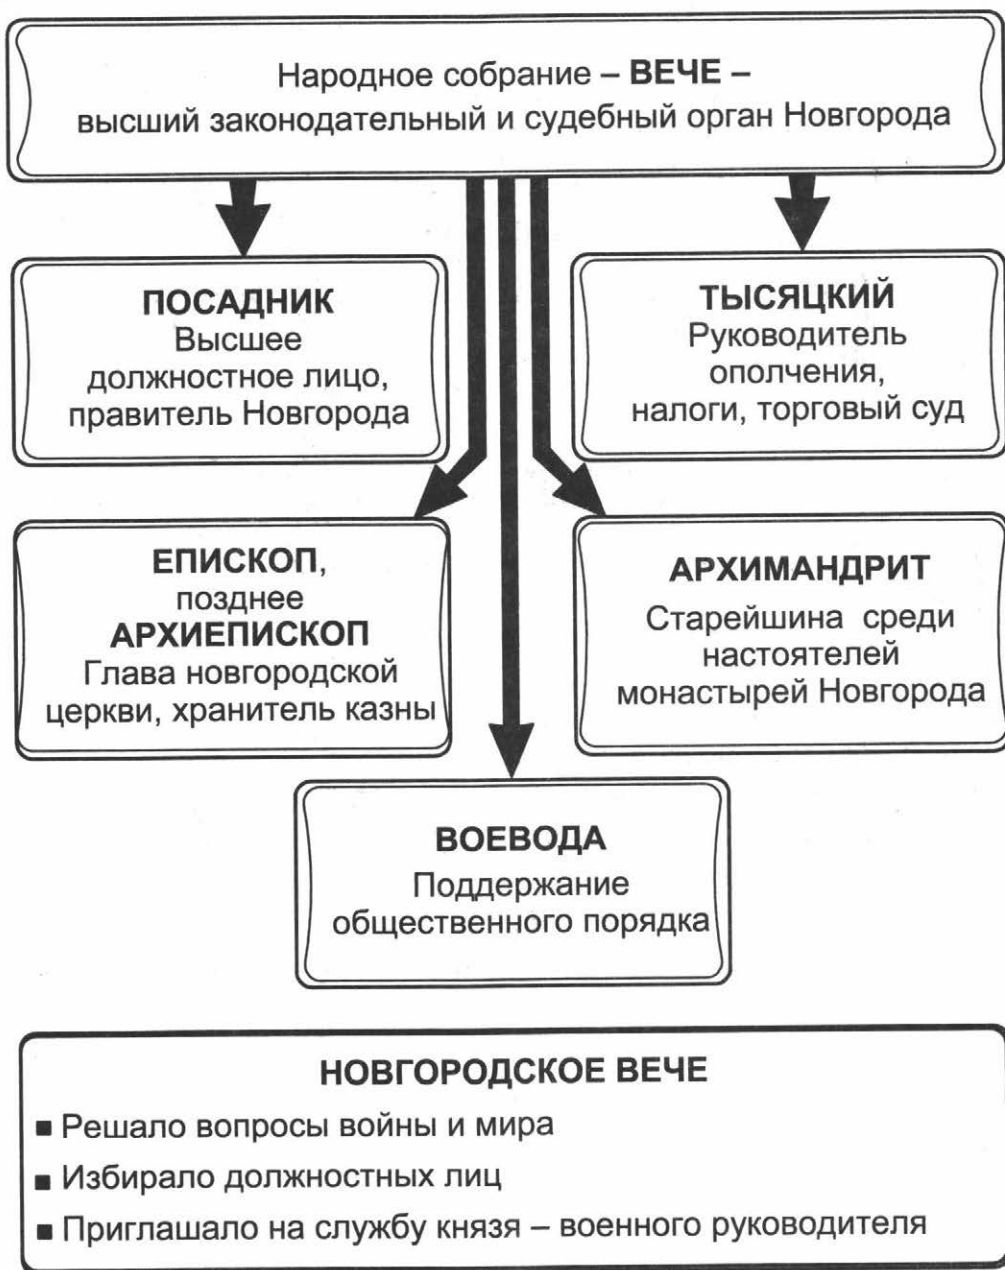 Народное собрание – ВЕЧЕ –
высший законодательный и судебный орган Новгорода
ПОСАДНИК
Высшее
должностное лицо,
правитель Новгорода
ТЫСЯЦКИЙ
Руководитель
ополчения,
налоги, торговый суд
ЕПИСКОП,
позднее
АРХИЕПИСКОП
Глава новгородской
церкви, хранитель казны
АРХИМАНДРИТ
Старейшина среди
настоятелей
монастырей Новгорода
ВОЕВОДА
Поддержание
общественного порядка
НОВГОРОДСКОЕ ВЕЧЕ
■ Решало вопросы войны и мира
■ Избирало должностных лиц
■ Приглашало на службу князя – военного руководителя